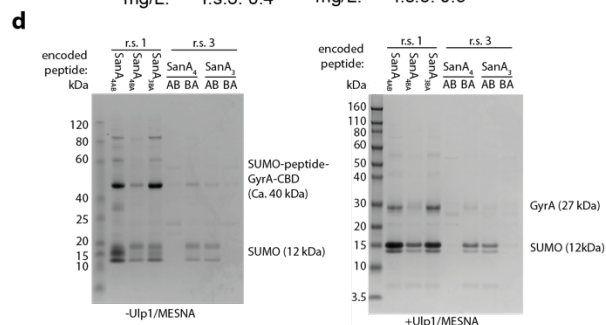 mg/L: r.s.3: 0.4 mg/L: r.s.3: 0.3
d
r.s. 1 r.s. 3
encoded
peptide:
SanA4AB SanA4BA SanA3BA
SanA4 SanA3
kDa AB BA AB BA
120
80
60
40
25
20
15
10
SUMO-peptide-
GyrA-CBD
(Ca. 40 kDa)
SUMO (12 kDa)
-Ulp1/MESNA
r.s. 1 r.s. 3
encoded
peptide:
SanA4AB SanA4BA SanA3BA
SanA4 SanA3
kDa AB BA AB BA
160
110
80
60
50
40
30
20
15
10
3.5
GyrA (27 kDa)
SUMO (12kDa)
+Ulp1/MESNA